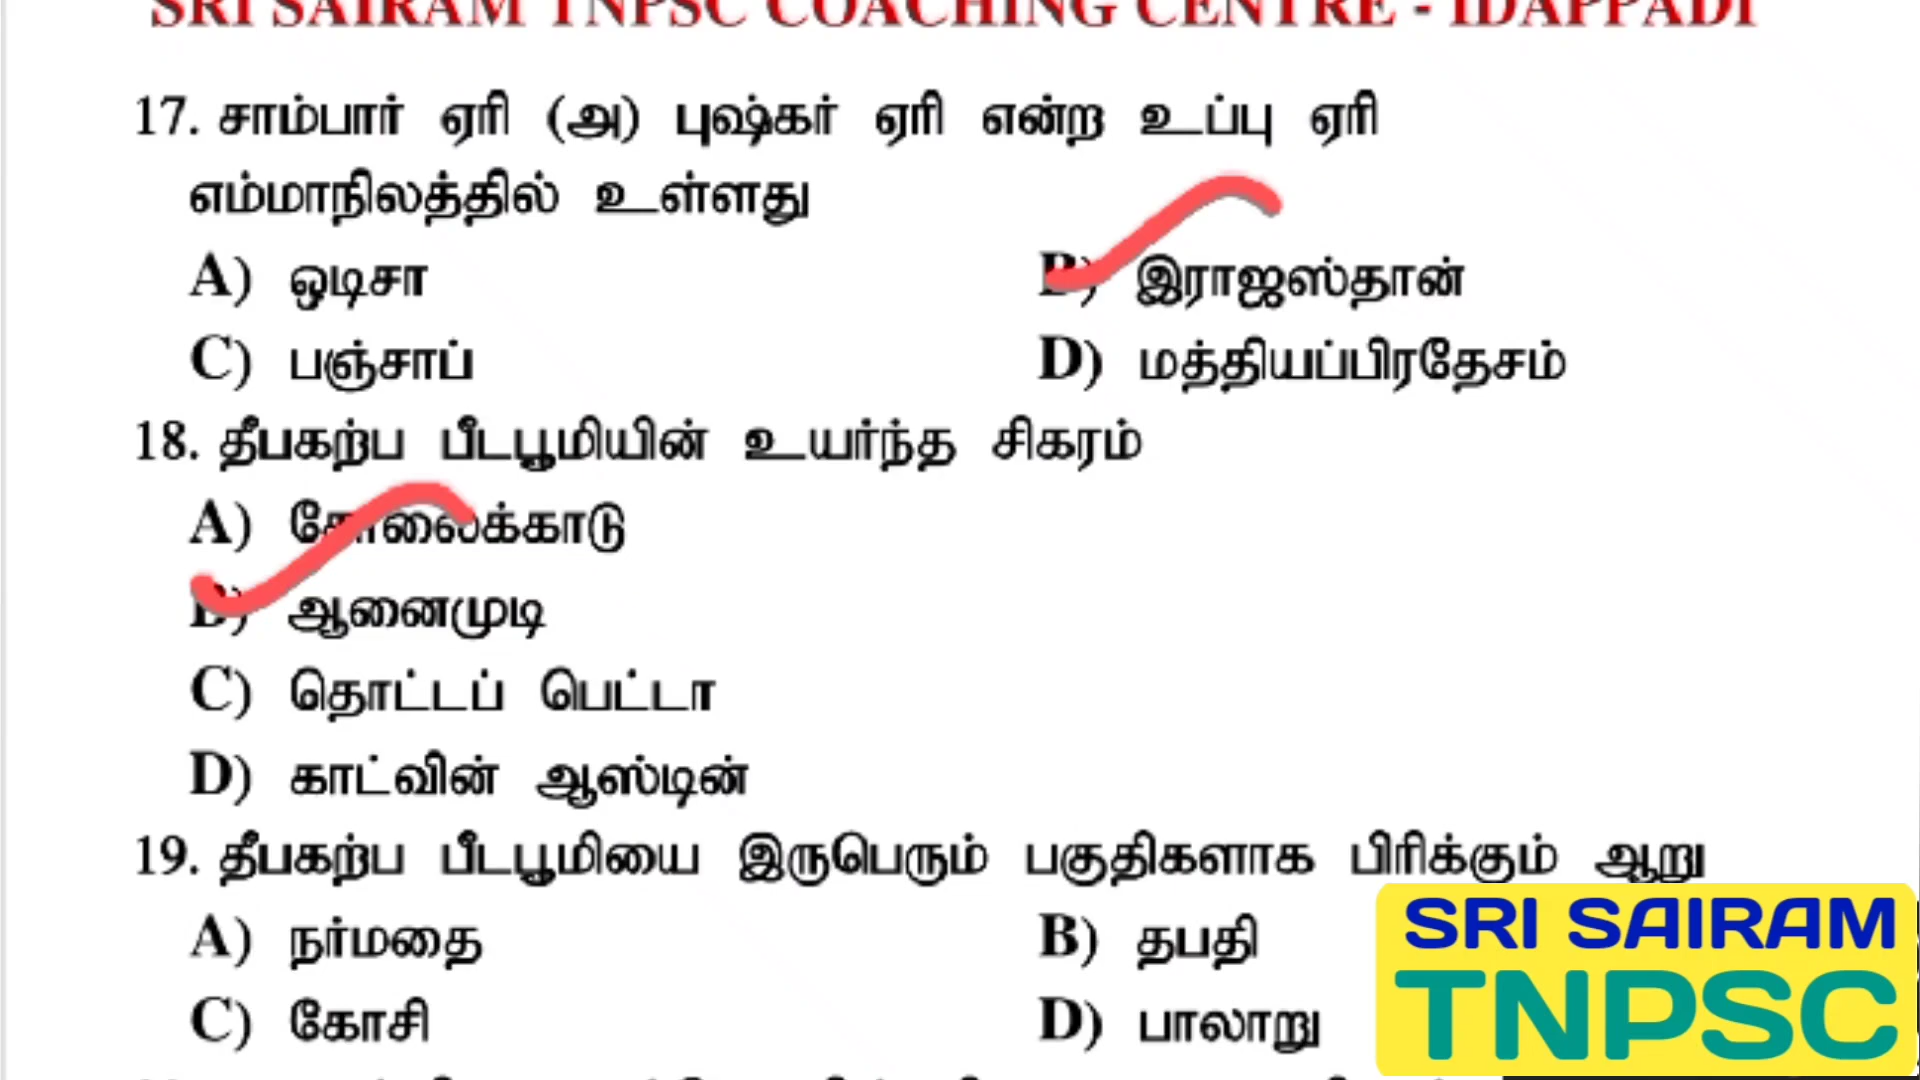 SRI SAIRAM TNPSC COACHING CENTRE - IDAPPADI
17. சாம்பார் ஏரி (அ) புஷ்கர் ஏரி என்ற உப்பு ஏரி
எம்மாநிலத்தில் உள்ளது
A) ஒடிசா
B) இராஜஸ்தான்
C) பஞ்சாப்
D) மத்தியப்பிரதேசம்
18. தீபகற்ப பீடபூமியின் உயர்ந்த சிகரம்
A) சோலைக்காடு
B) ஆனைமுடி
C) தொட்டப் பெட்டா
D) காட்வின் ஆஸ்டின்
19. தீபகற்ப பீடபூமியை இருபெரும் பகுதிகளாக பிரிக்கும் ஆறு
A) நர்மதை
B) தபதி
C) கோசி
D) பாலாறு
SRI SAIRAM
TNPSC